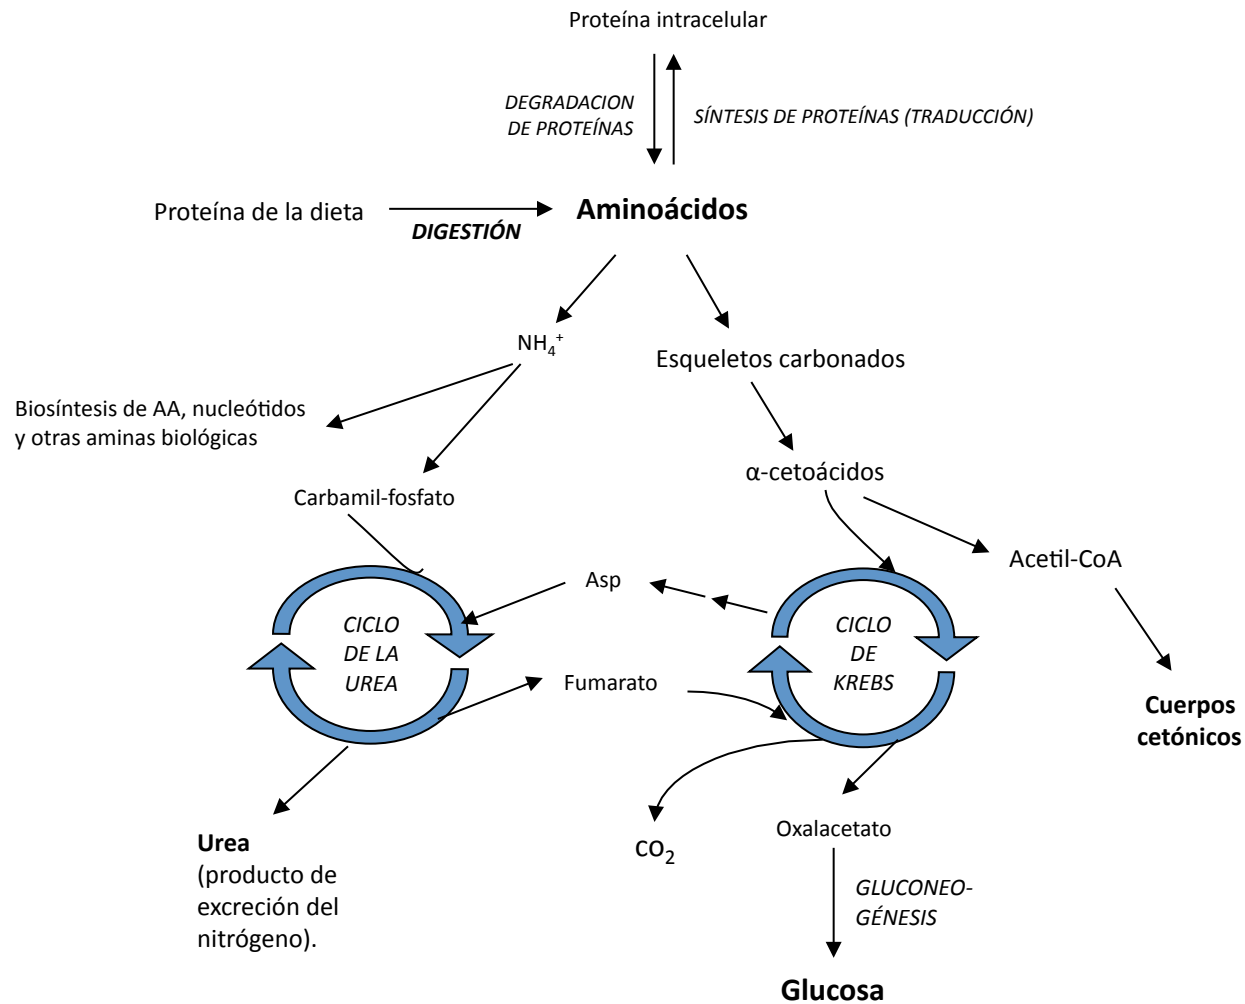 Proteína intracelular
DEGRADACION
DE PROTEÍNAS
SÍNTESIS DE PROTEÍNAS (TRADUCCIÓN)
Proteína de la dieta
DIGESTIÓN
Aminoácidos
NH₄⁺
Esqueletos carbonados
Biosíntesis de AA, nucleótidos
y otras aminas biológicas
α-cetoácidos
Carbamil-fosfato
Acetil-CoA
Asp
CICLO
DE LA
UREA
CICLO
DE
KREBS
Fumarato
Cuerpos
cetónicos
Urea
(producto de
excreción del
nitrógeno).
CO₂
Oxalacetato
GLUCONEO-
GÉNESIS
Glucosa